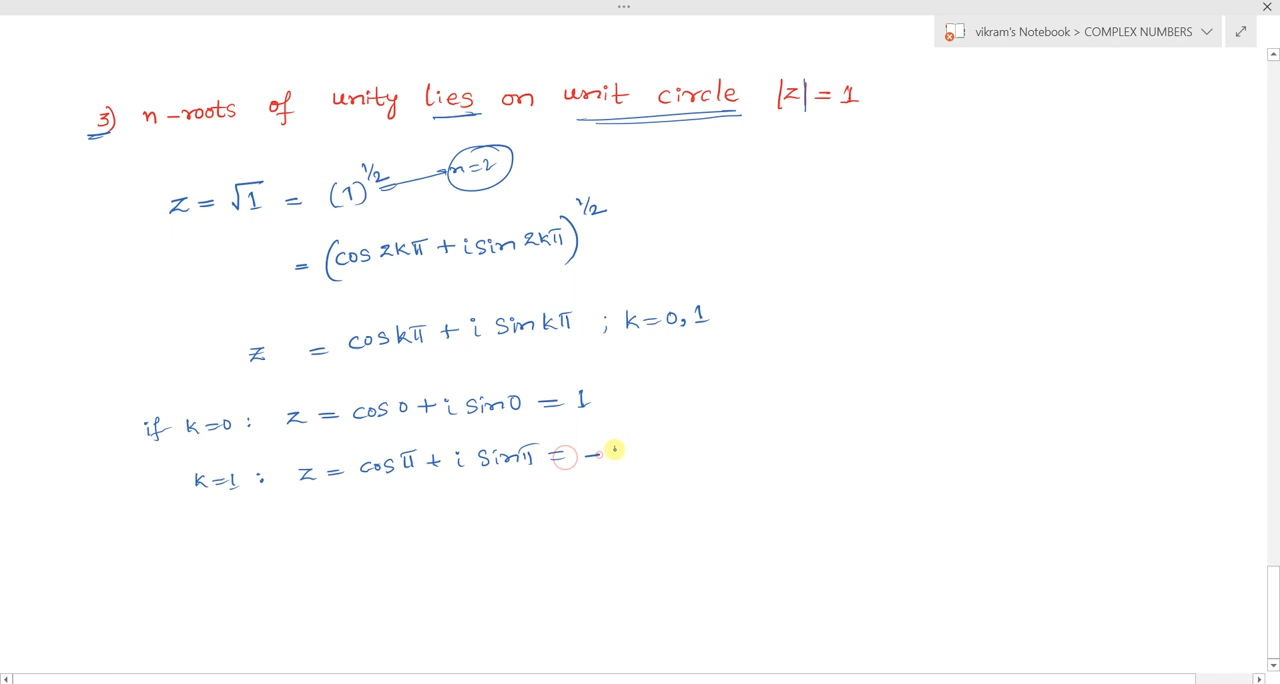 vikram's Notebook > COMPLEX NUMBERS
3) n-roots of unity lies on unit circle |z| = 1
z = √1 = (1)^1/2 → n=2
= (cos 2kπ + i sin 2kπ)^1/2
z = cos kπ + i sin kπ ; k=0,1
if k=0 : z = cos 0 + i sin 0 = 1
k=1 : z = cos π + i sin π = -